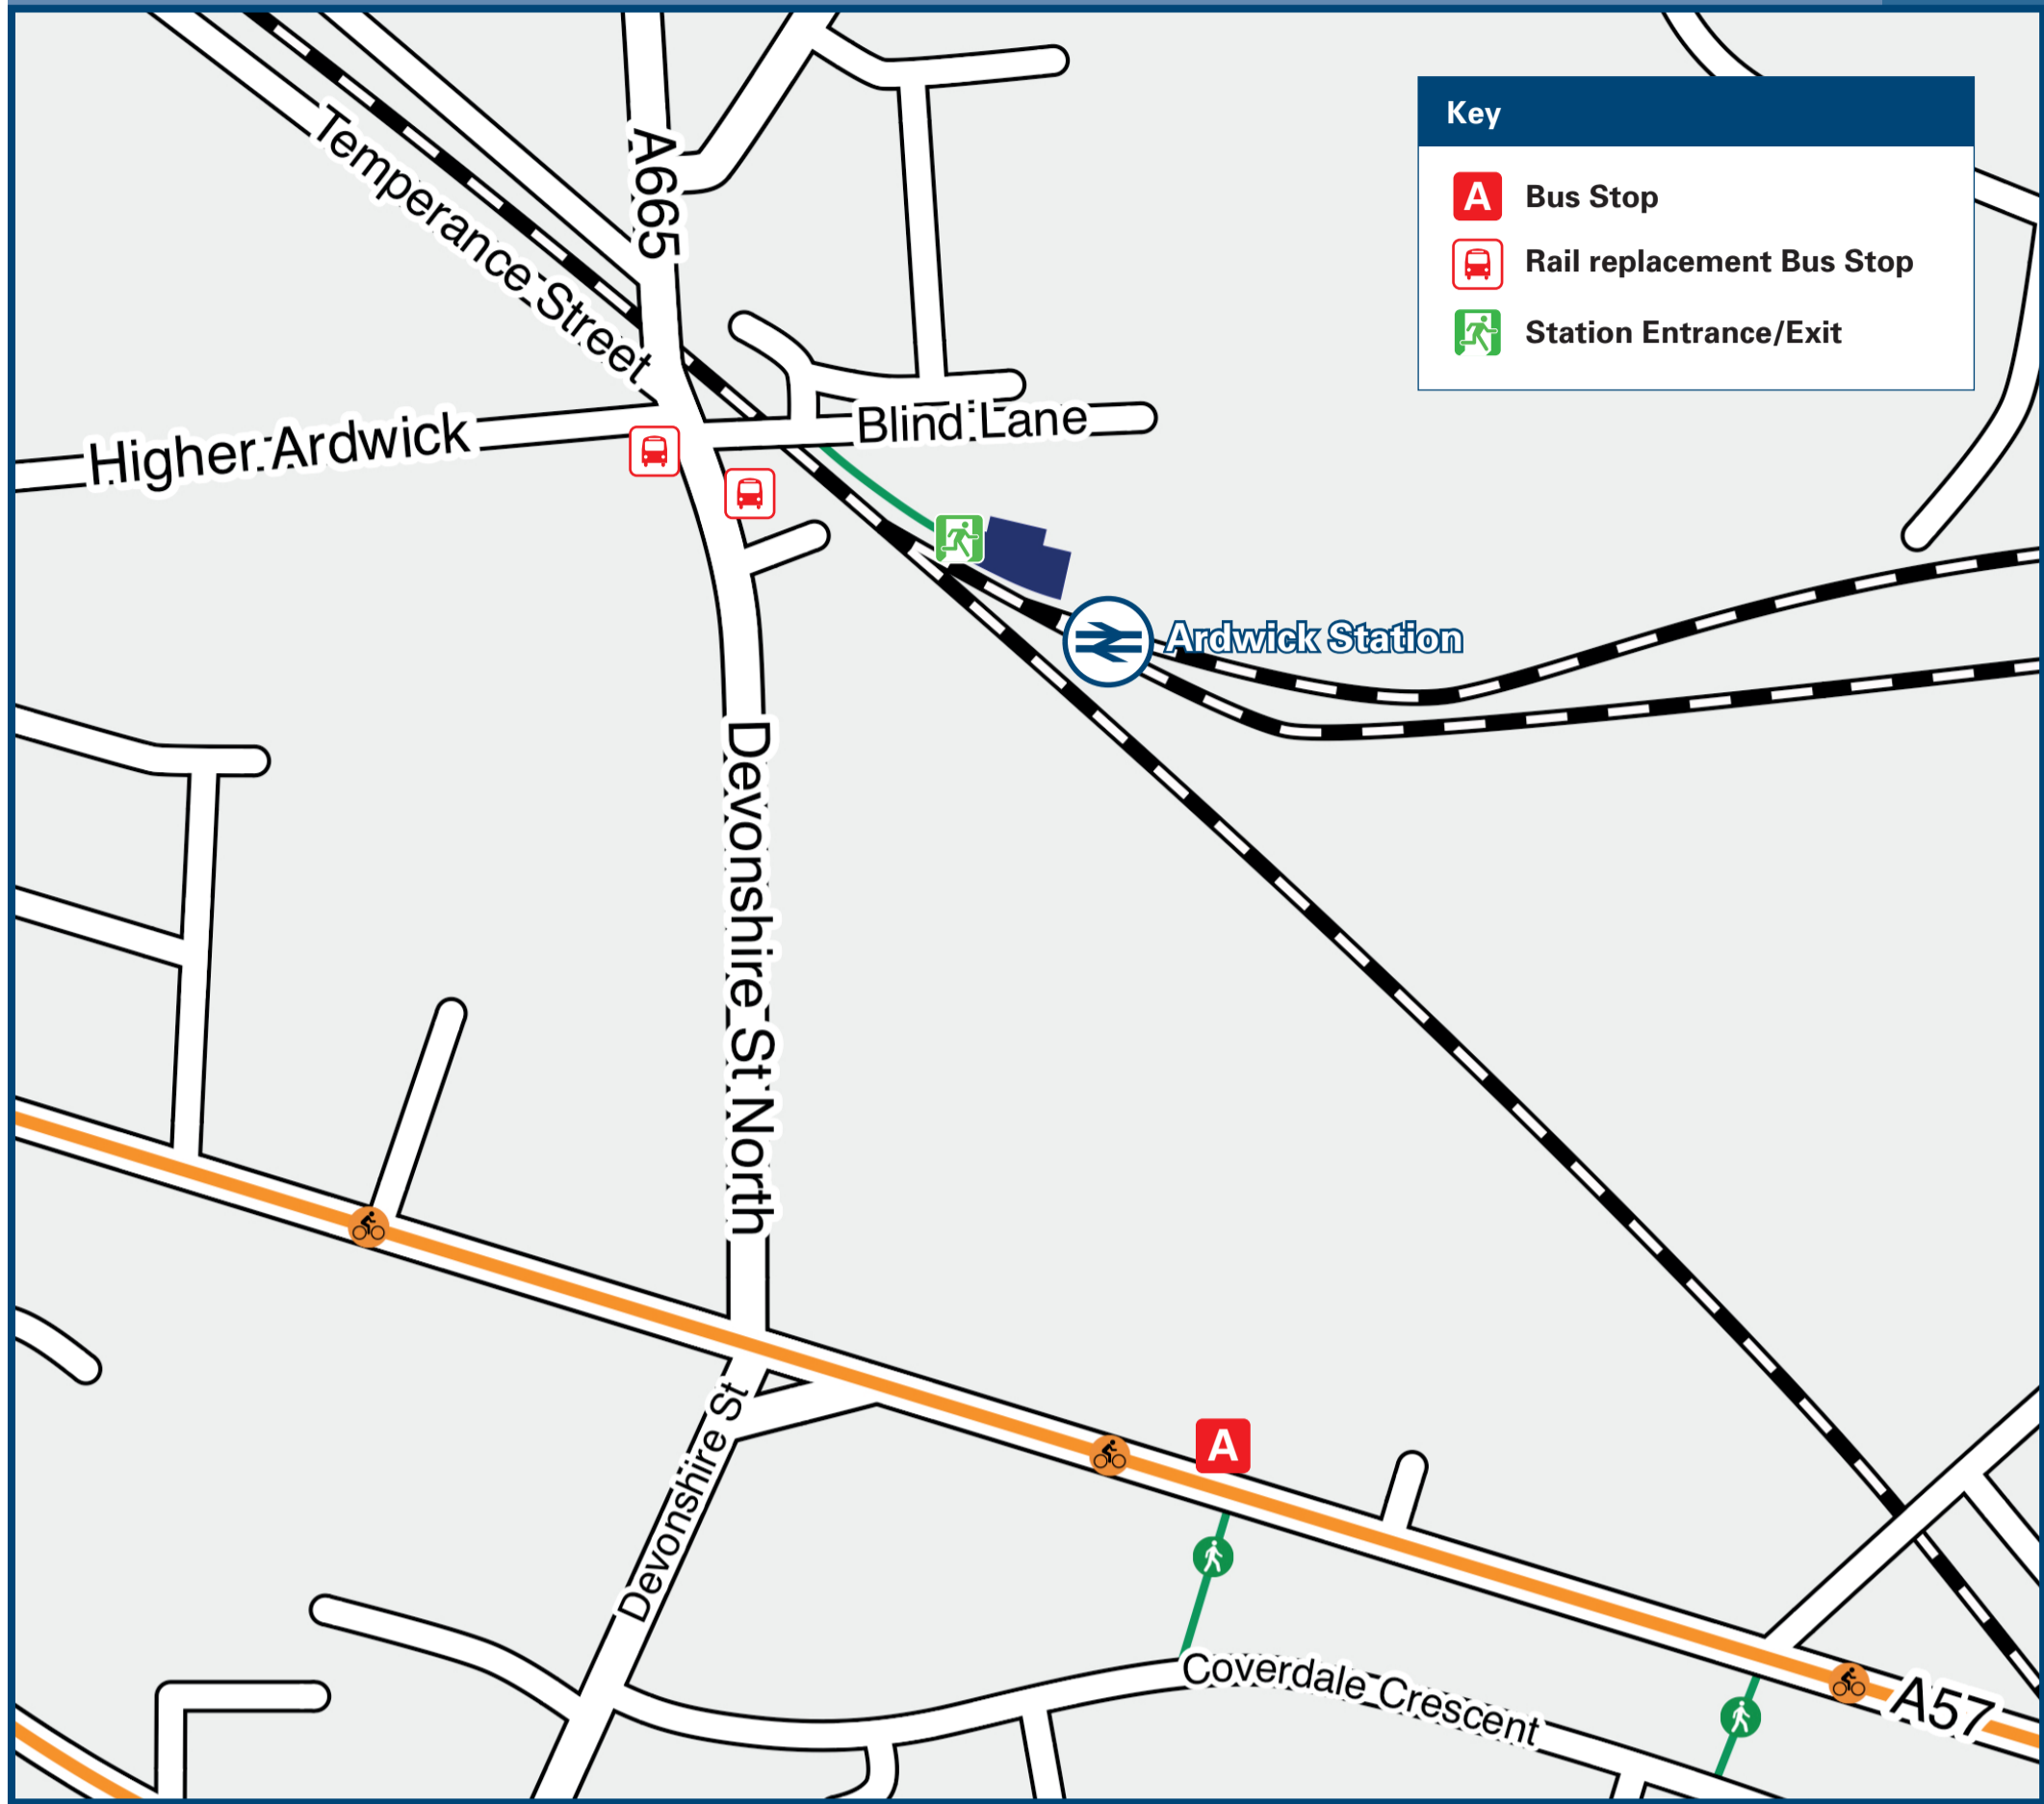 Key
A Bus Stop
Rail replacement Bus Stop
Station Entrance/Exit
A665
Temperance Street
Higher Ardwick
Blind Lane
Ardwick Station
Devonshire St North
Devonshire St
A
Coverdale Crescent
A57